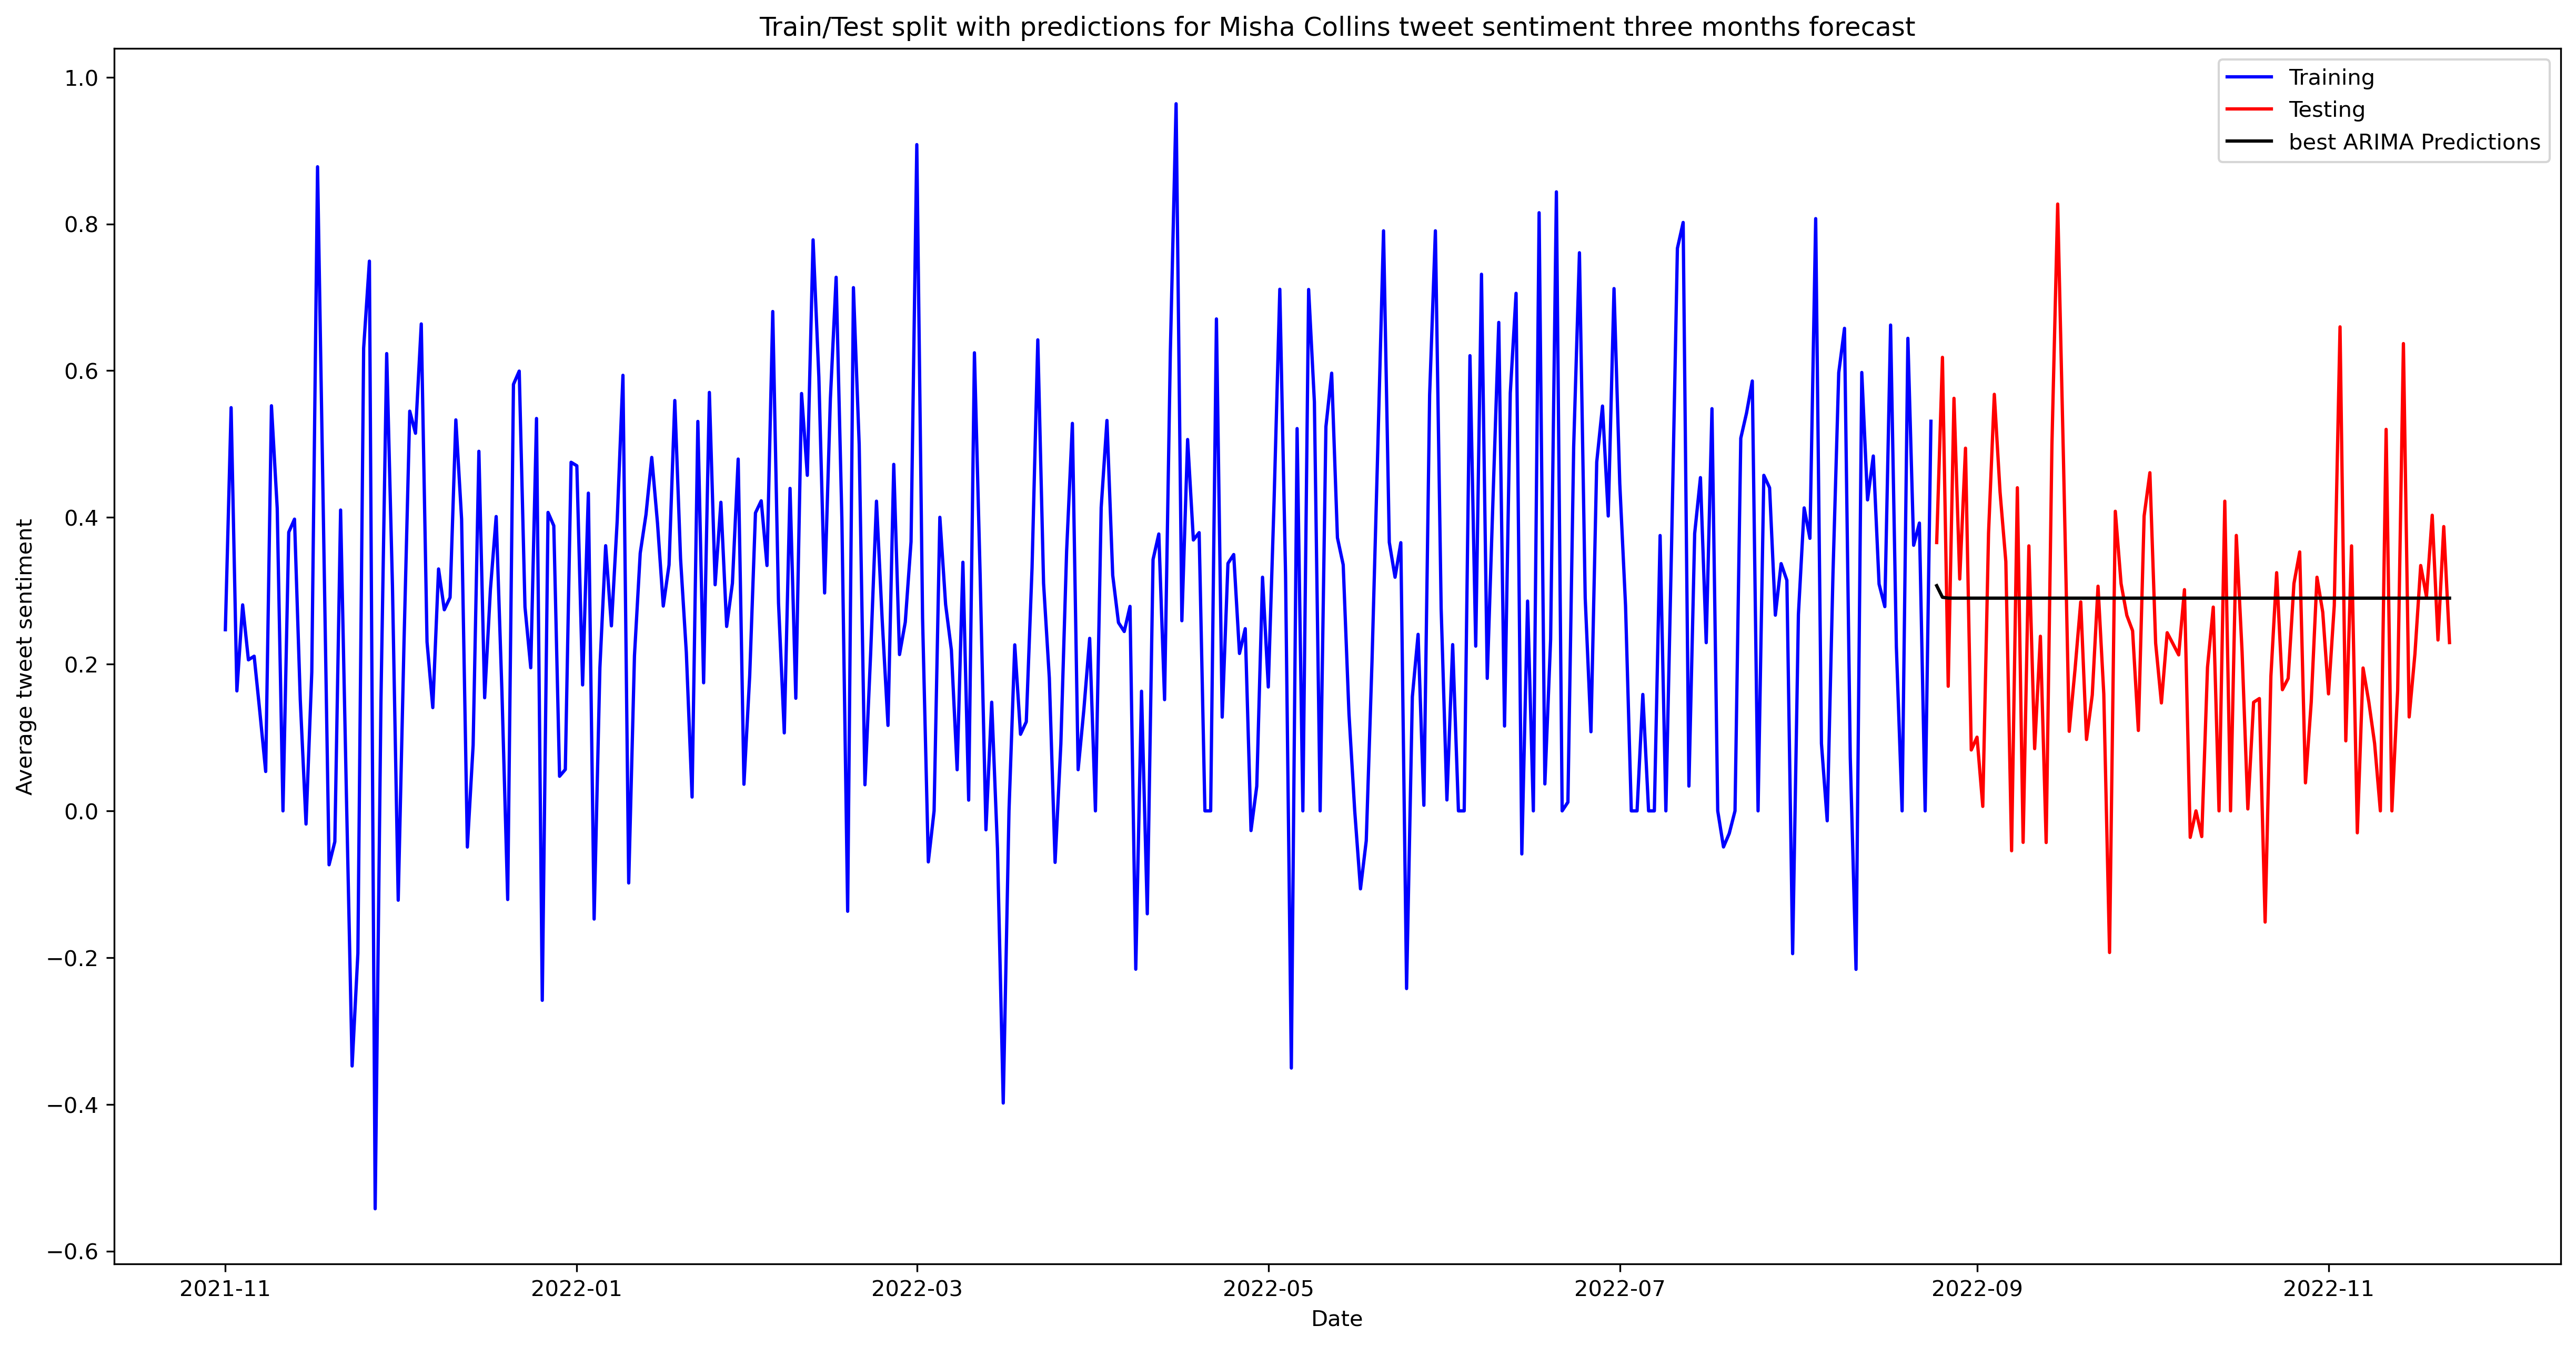 Train/Test split with predictions for Misha Collins tweet sentiment three months forecast
Training
Testing
best ARIMA Predictions
Average tweet sentiment
1.0
0.8
0.6
0.4
0.2
0.0
−0.2
−0.4
−0.6
2021-11 2022-01 2022-03 2022-05 2022-07 2022-09 2022-11
Date